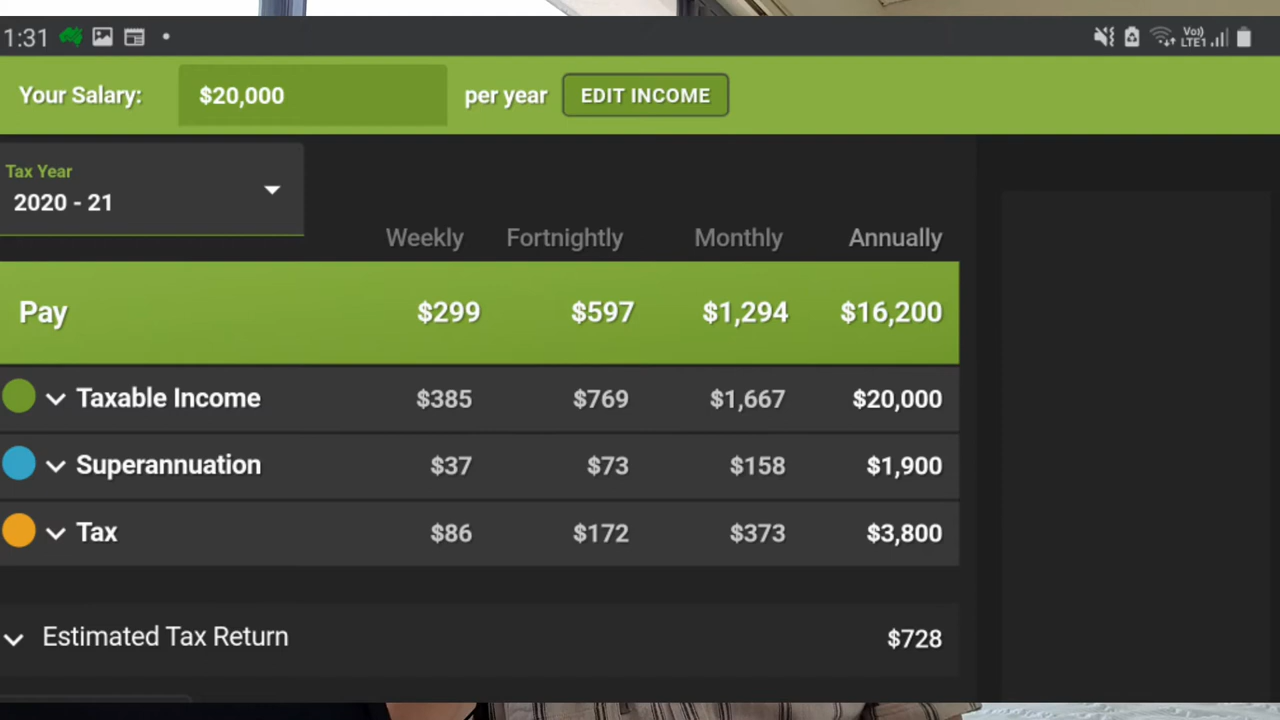 1:31 Vo)) LTE1
Your Salary: $20,000 per year EDIT INCOME
Tax Year
2020 - 21
Weekly Fortnightly Monthly Annually
Pay $299 $597 $1,294 $16,200
Taxable Income $385 $769 $1,667 $20,000
Superannuation $37 $73 $158 $1,900
Tax $86 $172 $373 $3,800
Estimated Tax Return $728